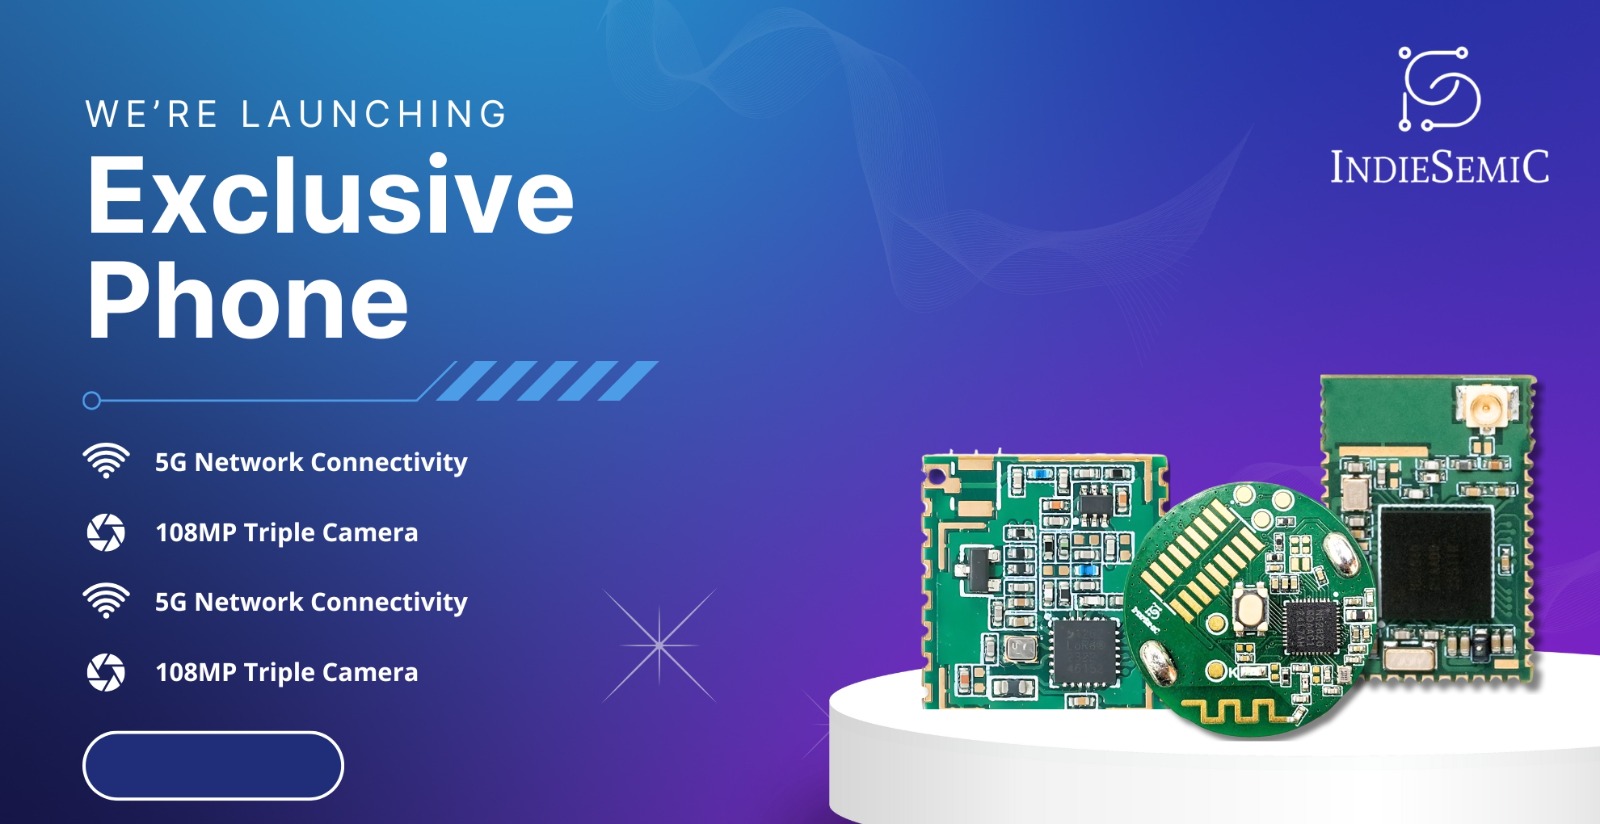 WE’RE LAUNCHING
Exclusive
Phone
5G Network Connectivity
108MP Triple Camera
5G Network Connectivity
108MP Triple Camera
INDIESEMIC